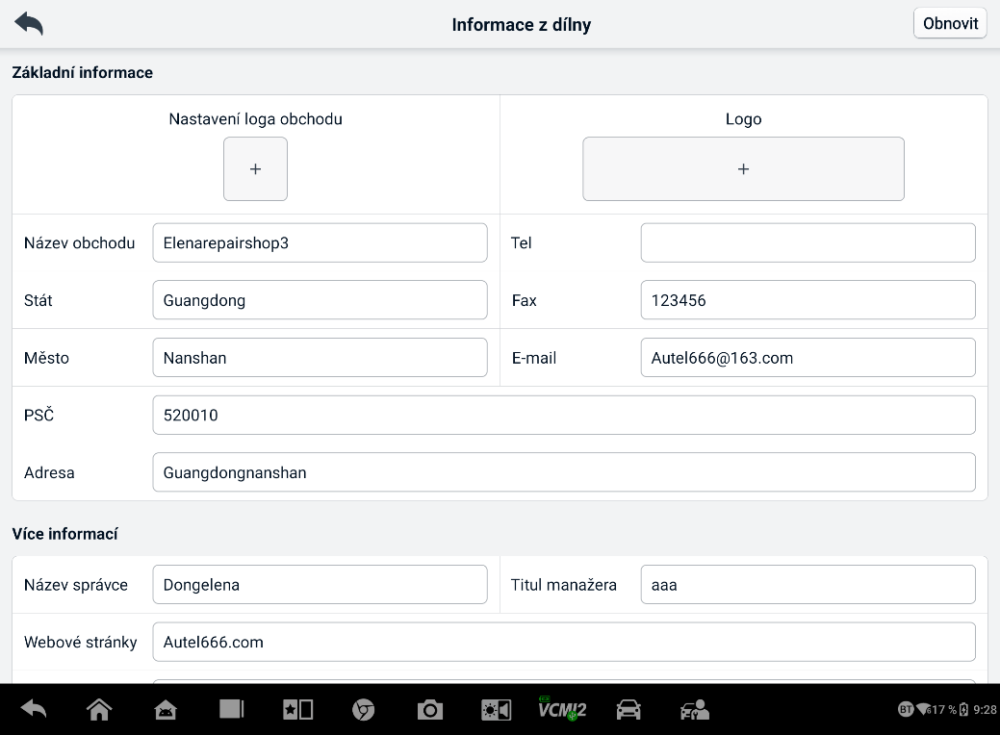 Informace z dílny
Obnovit
Základní informace
Nastavení loga obchodu
Logo
+
+
Název obchodu
Elenarepairshop3
Tel
Stát
Guangdong
Fax
123456
Město
Nanshan
E-mail
Autel666@163.com
PSČ
520010
Adresa
Guangdongnanshan
Více informací
Název správce
Dongelena
Titul manažera
aaa
Webové stránky
Autel666.com
VCMI2
BT
17 %
9:28